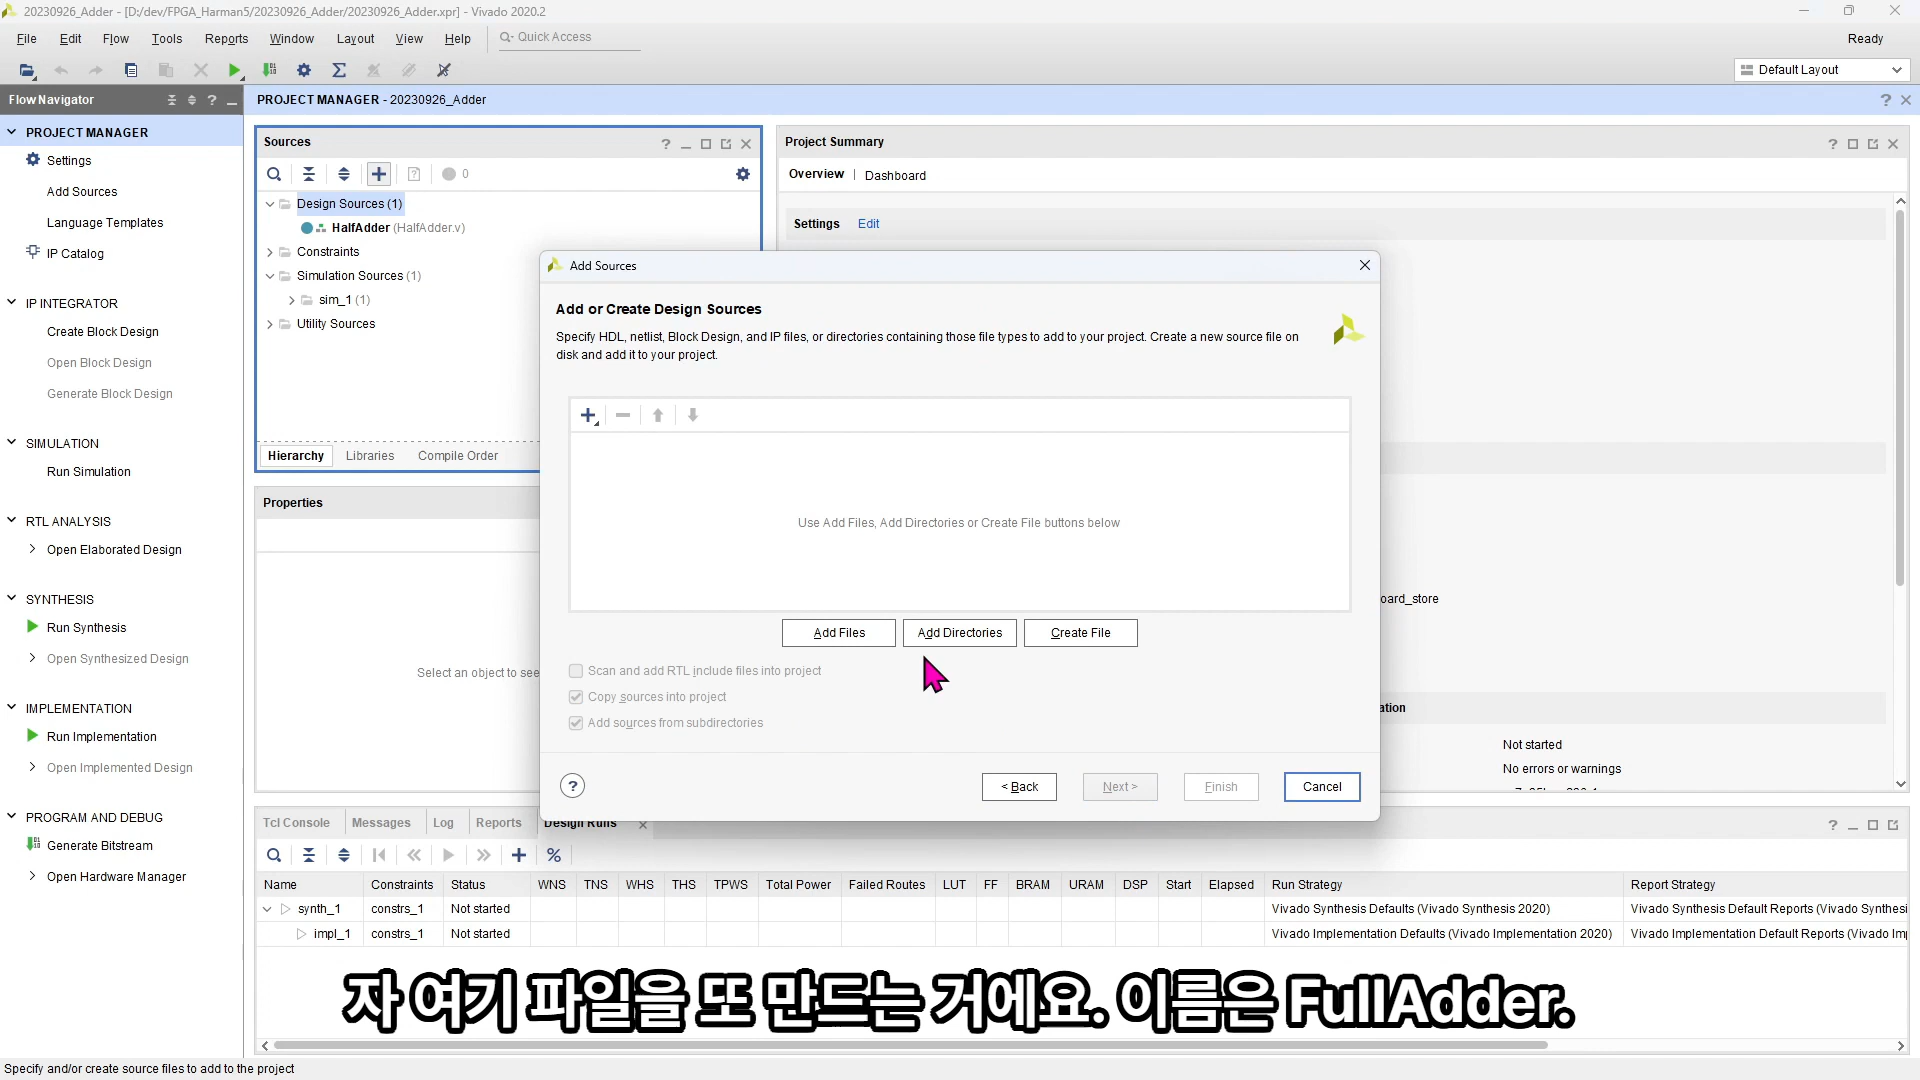 20230926_Adder - [D:/dev/FPGA_Harman5/20230926_Adder/20230926_Adder.xpr] - Vivado 2020.2
File Edit Flow Tools Reports Window Layout View Help Quick Access Ready
Default Layout
Flow Navigator
PROJECT MANAGER - 20230926_Adder
PROJECT MANAGER
Settings
Add Sources
Language Templates
IP Catalog
IP INTEGRATOR
Create Block Design
Open Block Design
Generate Block Design
SIMULATION
Run Simulation
RTL ANALYSIS
Open Elaborated Design
SYNTHESIS
Run Synthesis
Open Synthesized Design
IMPLEMENTATION
Run Implementation
Open Implemented Design
PROGRAM AND DEBUG
Generate Bitstream
Open Hardware Manager
Sources
0
Design Sources (1)
HalfAdder (HalfAdder.v)
Constraints
Simulation Sources (1)
sim_1 (1)
Utility Sources
Hierarchy Libraries Compile Order
Properties
Select an object to see
Project Summary
Overview | Dashboard
Settings Edit
oard_store
ation
Not started
No errors or warnings
Add Sources
Add or Create Design Sources
Specify HDL, netlist, Block Design, and IP files, or directories containing those file types to add to your project. Create a new source file on
disk and add it to your project.
Use Add Files, Add Directories or Create File buttons below
Add Files Add Directories Create File
Scan and add RTL include files into project
Copy sources into project
Add sources from subdirectories
? < Back Next > Finish Cancel
Tcl Console Messages Log Reports Design Runs
Name Constraints Status WNS TNS WHS THS TPWS Total Power Failed Routes LUT FF BRAM URAM DSP Start Elapsed Run Strategy Report Strategy
synth_1 constrs_1 Not started Vivado Synthesis Defaults (Vivado Synthesis 2020) Vivado Synthesis Default Reports (Vivado Synthesi
impl_1 constrs_1 Not started Vivado Implementation Defaults (Vivado Implementation 2020) Vivado Implementation Default Reports (Vivado Im
자 여기 파일을 또 만드는 거에요. 이름은 FullAdder.
Specify and/or create source files to add to the project